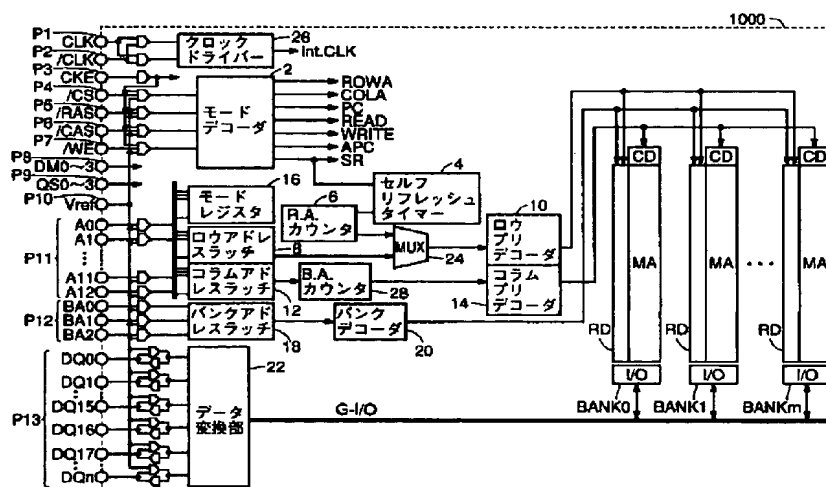 1000
P1
CLK
P2
/CLK
P3
CKE
P4
/CS
P5
/RAS
P6
/CAS
P7
/WE
P8
DM0~3
P9
QS0~3
P10
Vref
26
クロック
ドライバー
Int.CLK
2
モード
デコーダ
ROWA
COLA
PC
READ
WRITE
APC
SR
4
セルフ
リフレッシュ
タイマー
16
モード
レジスタ
6
R.A.
カウンタ
ロウアドレ
スラッチ
8
MUX
24
10
ロウ
プリ
デコーダ
コラムアド
レスラッチ
12
B.A.
カウンタ
28
コラム
プリ
デコーダ
14
バンクアド
レスラッチ
18
バンク
デコーダ
20
P11
A0
A1
A11
A12
P12
BA0
BA1
BA2
P13
DQ0
DQ1
DQ15
DQ16
DQ17
DQn
22
データ
変換部
G-I/O
CD
CD
CD
MA
MA
MA
RD
RD
RD
I/O
I/O
I/O
BANK0
BANK1
BANKm